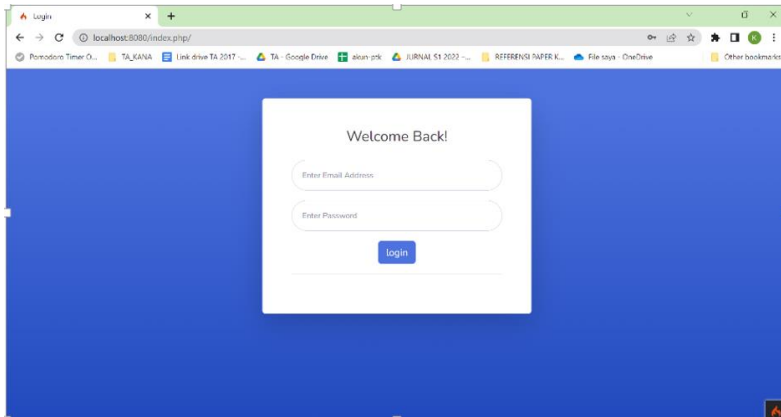 Login
localhost:8080/index.php/
K
Pomodoro Timer O... TA_KANA Link drive TA 2017 -... TA - Google Drive akun-ptk JURNAL S1 2022 -... REFERENSI PAPER K... File saya - OneDrive Other bookmarks
Welcome Back!
Enter Email Address
Enter Password
login